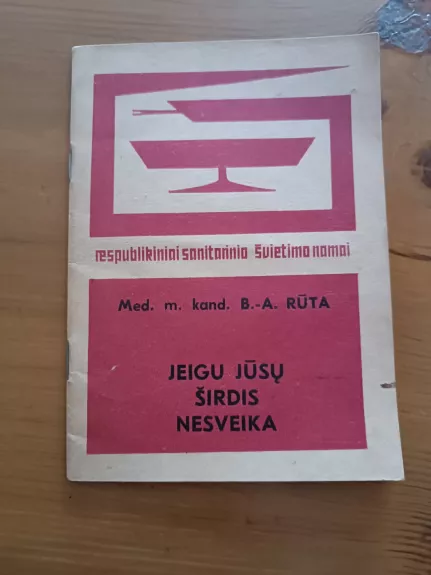 respublikiniai sanitarinio švietimo namai
Med. m. kand. B.-A. RŪTA
JEIGU JŪSŲ
ŠIRDIS
NESVEIKA